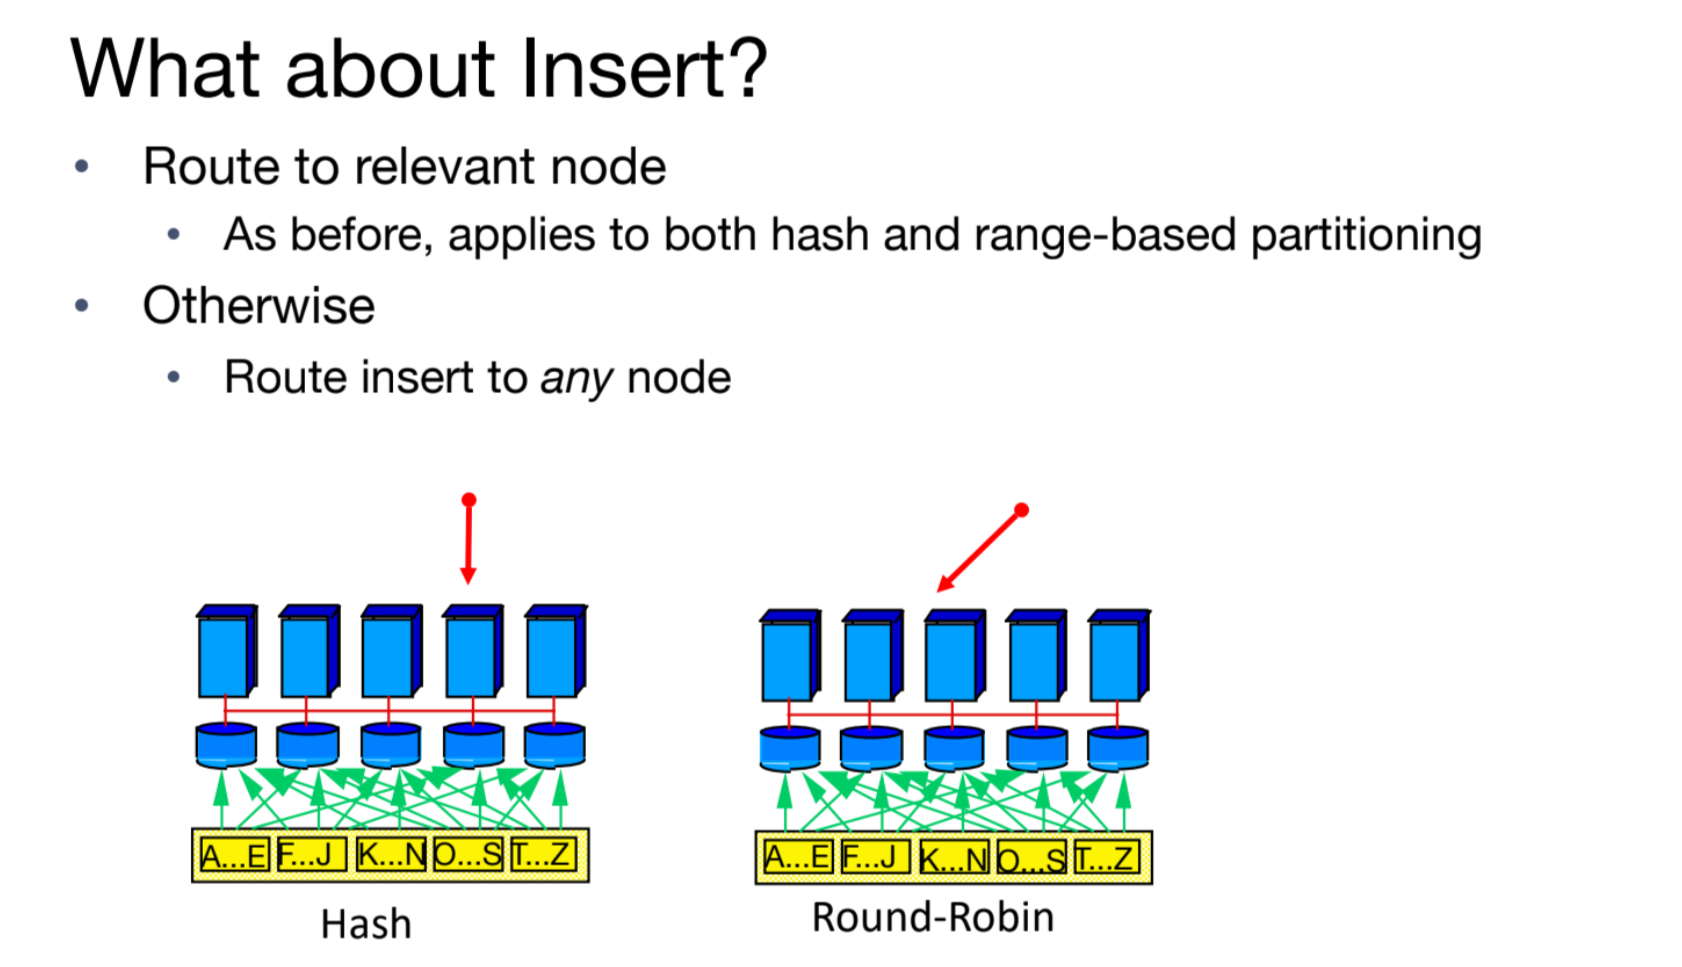 What about Insert?
• Route to relevant node
• As before, applies to both hash and range-based partitioning
• Otherwise
• Route insert to any node
A...E F...J K...N O...S T...Z
A...E F...J K...N O...S T...Z
Hash
Round-Robin